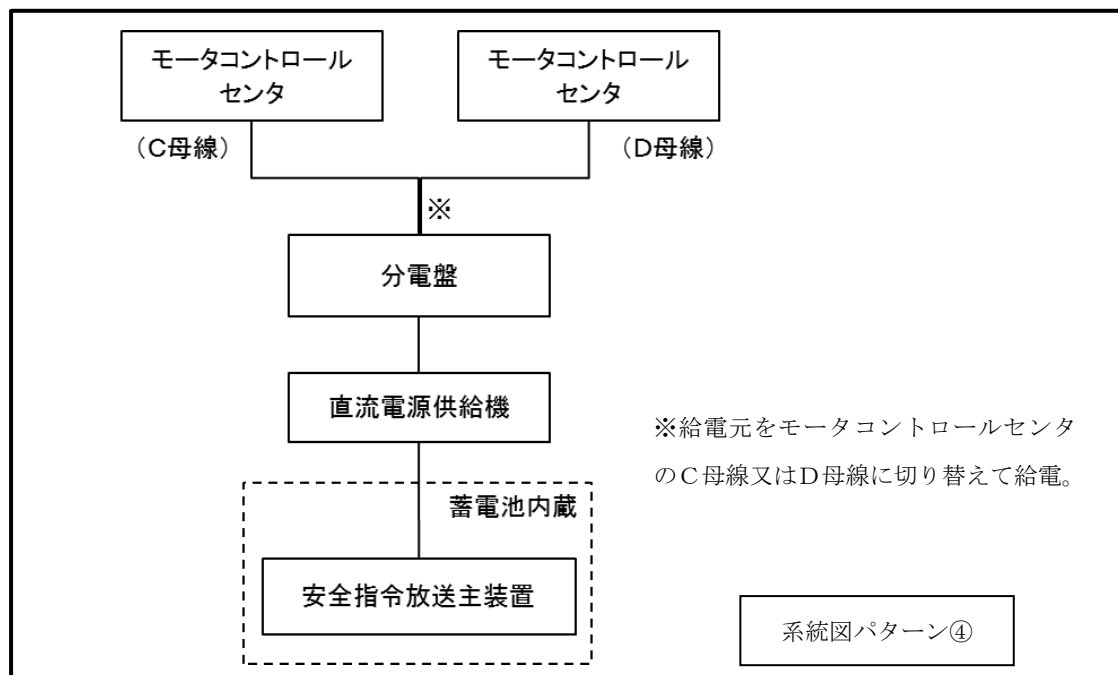 モータコントロール
センタ
モータコントロール
センタ
（C母線）
（D母線）
※
分電盤
直流電源供給機
※給電元をモータコントロールセンタ
のC母線又はD母線に切り替えて給電。
蓄電池内蔵
安全指令放送主装置
系統図パターン④